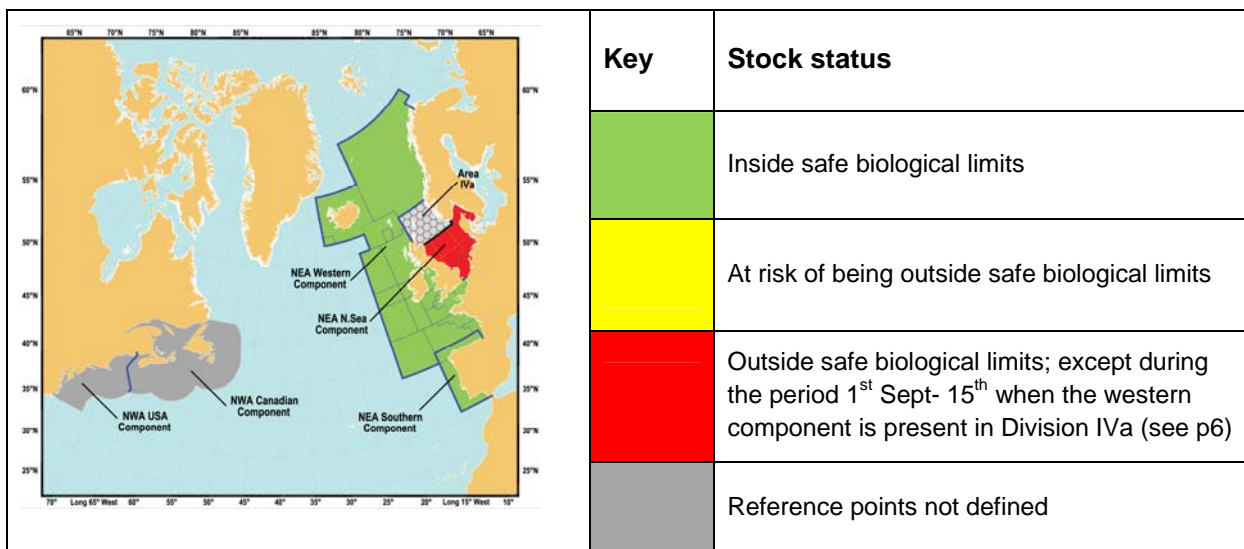 65°N 70°N 75°N 80°N 85°N 85°N 80°N 75°N 70°N 65°N
60°N 60°N
55°N 55°N
50°N 50°N
45°N 45°N
40°N 40°N
35°N 35°N
30°N 30°N
25°N 25°N
70° Long 65° West 60° 55° 50° 45° 40° 35° 30° 25° 20° Long 15° West 10°
Area
IVa
NEA Western
Component
NEA N.Sea
Component
NWA USA
Component
NWA Canadian
Component
NEA Southern
Component
Key Stock status
Inside safe biological limits
At risk of being outside safe biological limits
Outside safe biological limits; except during
the period 1st Sept- 15th when the western
component is present in Division IVa (see p6)
Reference points not defined